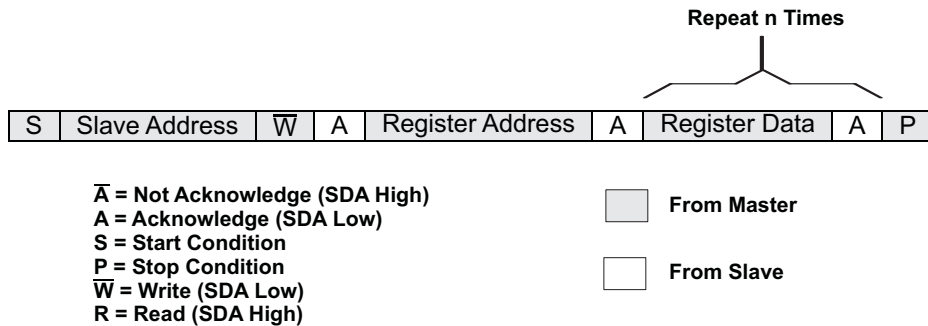 Repeat n Times
S Slave Address W̅ A Register Address A Register Data A P
A̅ = Not Acknowledge (SDA High)
A = Acknowledge (SDA Low)
S = Start Condition
P = Stop Condition
W̅ = Write (SDA Low)
R = Read (SDA High)
From Master
From Slave